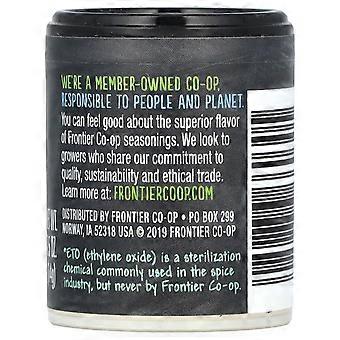 WE'RE A MEMBER-OWNED CO-OP,
RESPONSIBLE TO PEOPLE AND PLANET.
You can feel good about the superior flavor
of Frontier Co-op seasonings. We look to
growers who share our commitment to
quality, sustainability and ethical trade.
Learn more at: FRONTIERCOOP.COM
DISTRIBUTED BY FRONTIER CO-OP • PO BOX 299
NORWAY, IA 52318 USA © 2019 FRONTIER CO-OP
*ETO (ethylene oxide) is a sterilization
chemical commonly used in the spice
industry, but never by Frontier Co-op.